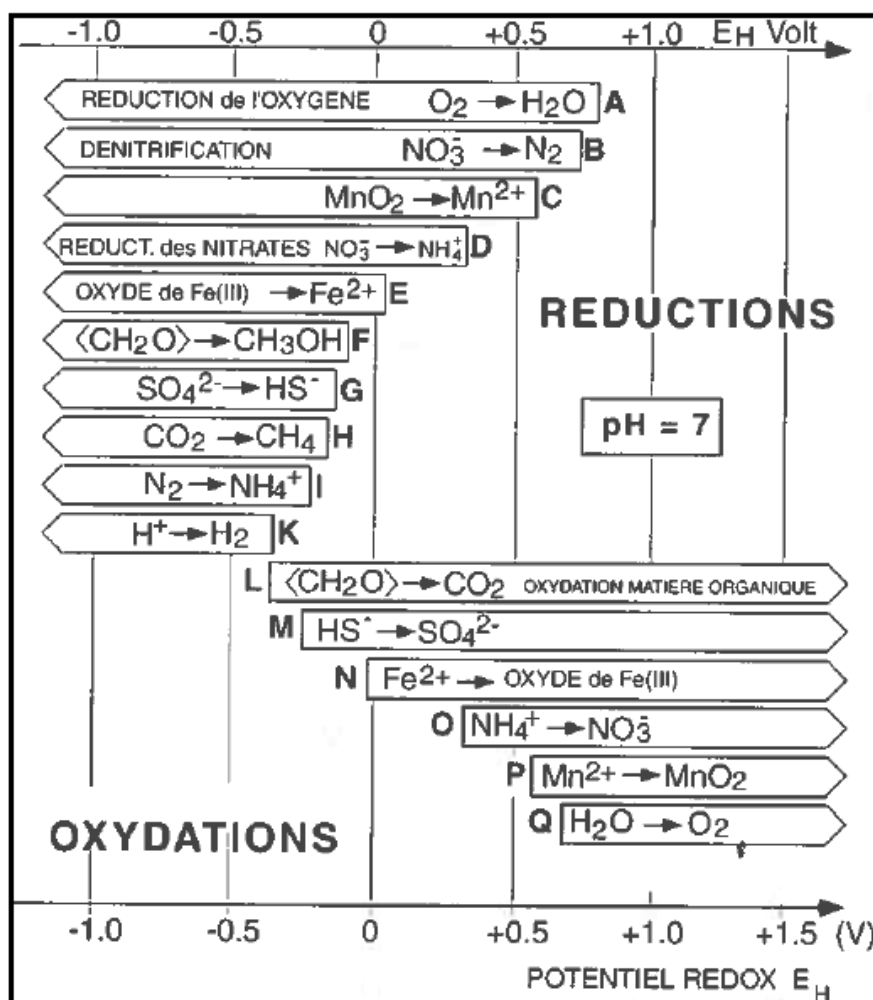 -1.0 -0.5 0 +0.5 +1.0 E_H Volt
REDUCTION de l'OXYGENE O₂ → H₂O A
DENITRIFICATION NO₃⁻ → N₂ B
MnO₂ → Mn²⁺ C
REDUCT. des NITRATES NO₃⁻ → NH₄⁺ D
OXYDE de Fe(III) → Fe²⁺ E
⟨CH₂O⟩ → CH₃OH F
SO₄²⁻ → HS⁻ G
CO₂ → CH₄ H
N₂ → NH₄⁺ I
H⁺ → H₂ K
REDUCTIONS
pH = 7
L ⟨CH₂O⟩ → CO₂ OXYDATION MATIERE ORGANIQUE
M HS⁻ → SO₄²⁻
N Fe²⁺ → OXYDE de Fe(III)
O NH₄⁺ → NO₃⁻
P Mn²⁺ → MnO₂
Q H₂O → O₂
OXYDATIONS
-1.0 -0.5 0 +0.5 +1.0 +1.5 (V)
POTENTIEL REDOX E_H